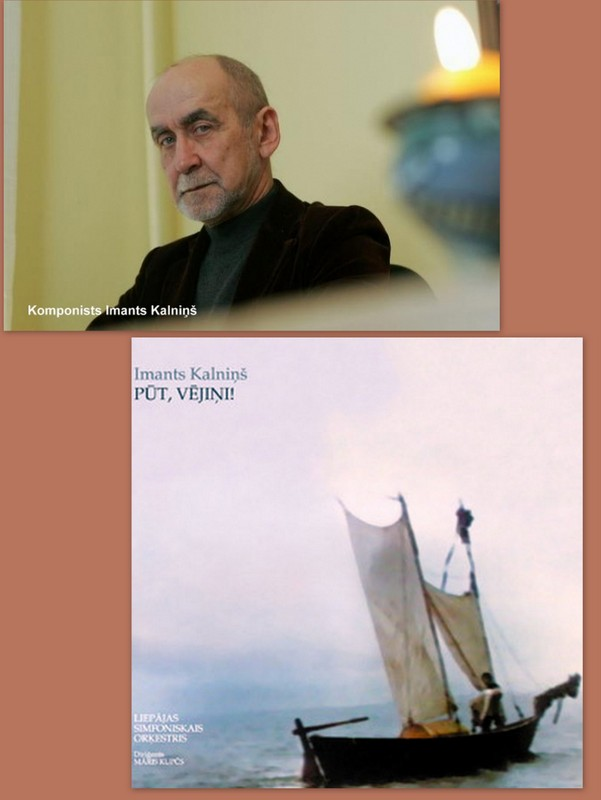 Komponists Imants Kalniņš
Imants Kalniņš
PŪT, VĒJIŅI!
LIEPĀJAS
SIMFONISKAIS
ORĶESTRIS
Diriģents
MĀRIS KUPČS